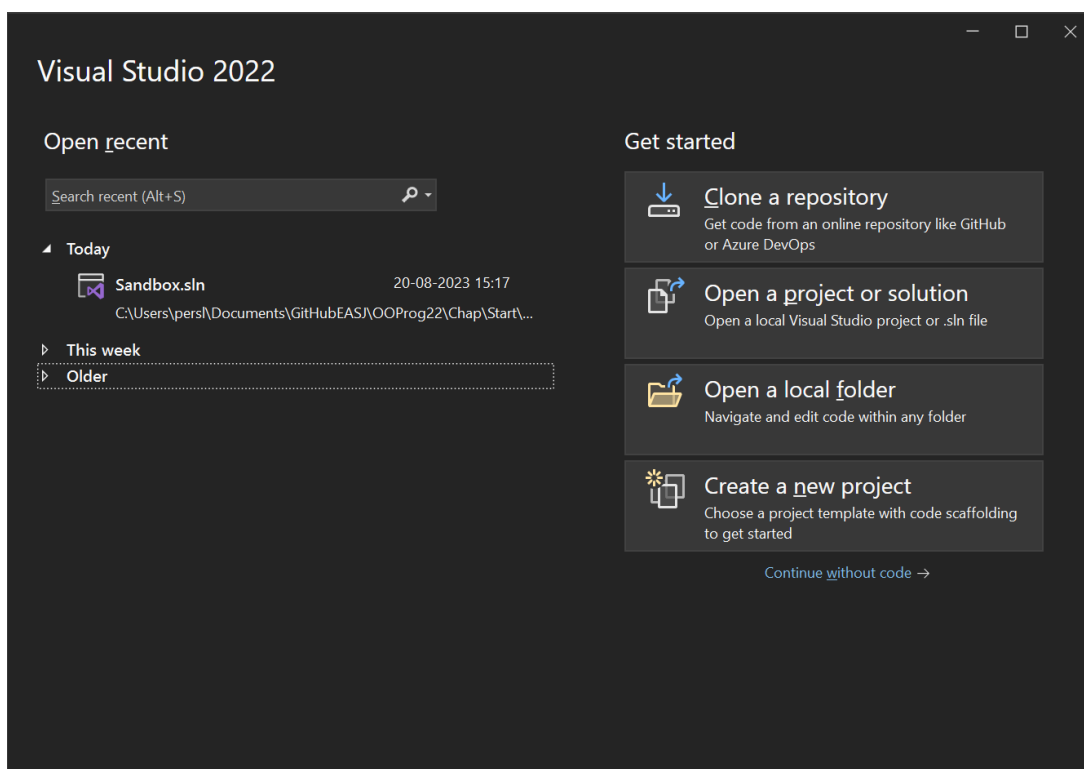 Visual Studio 2022
Open recent
Search recent (Alt+S)
Today
Sandbox.sln 20-08-2023 15:17
C:\Users\persl\Documents\GitHubEASJ\OOProg22\Chap\Start\...
This week
Older
Get started
Clone a repository
Get code from an online repository like GitHub
or Azure DevOps
Open a project or solution
Open a local Visual Studio project or .sln file
Open a local folder
Navigate and edit code within any folder
Create a new project
Choose a project template with code scaffolding
to get started
Continue without code →